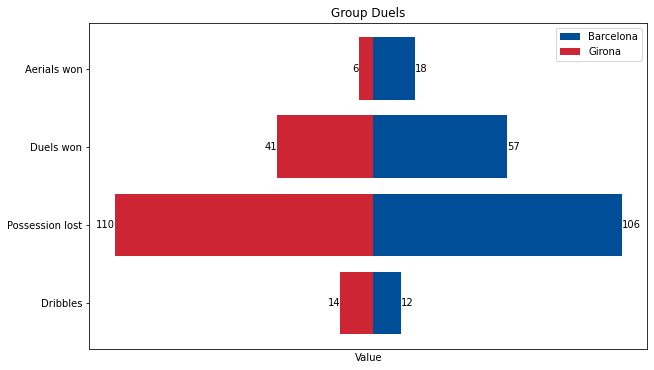 Group Duels
Barcelona
Girona
Aerials won
6
18
Duels won
41
57
Possession lost
110
106
Dribbles
14
12
Value